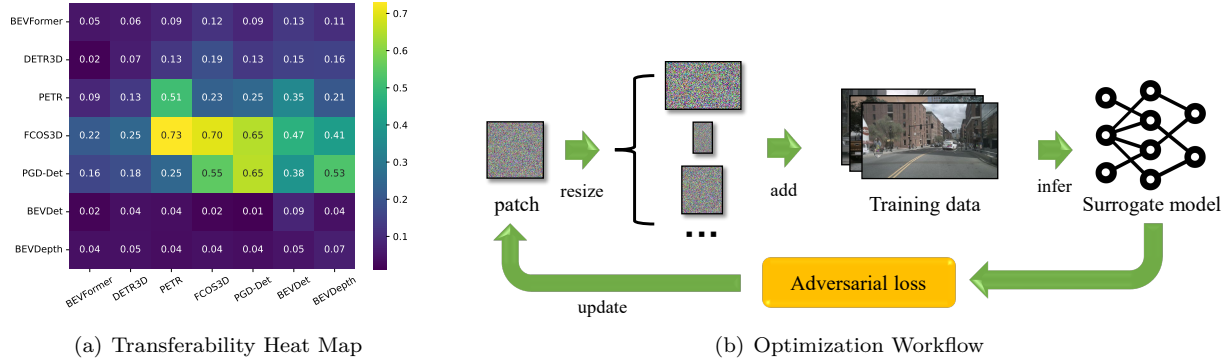 BEVFormer 0.05 0.06 0.09 0.12 0.09 0.13 0.11
DETR3D 0.02 0.07 0.13 0.19 0.13 0.15 0.16
PETR 0.09 0.13 0.51 0.23 0.25 0.35 0.21
FCOS3D 0.22 0.25 0.73 0.70 0.65 0.47 0.41
PGD-Det 0.16 0.18 0.25 0.55 0.65 0.38 0.53
BEVDet 0.02 0.04 0.04 0.02 0.01 0.09 0.04
BEVDepth 0.04 0.05 0.04 0.04 0.04 0.05 0.07
BEVFormer DETR3D PETR FCOS3D PGD-Det BEVDet BEVDepth
0.7
0.6
0.5
0.4
0.3
0.2
0.1
(a) Transferability Heat Map
patch
resize
...
add
Training data
infer
Surrogate model
Adversarial loss
update
(b) Optimization Workflow